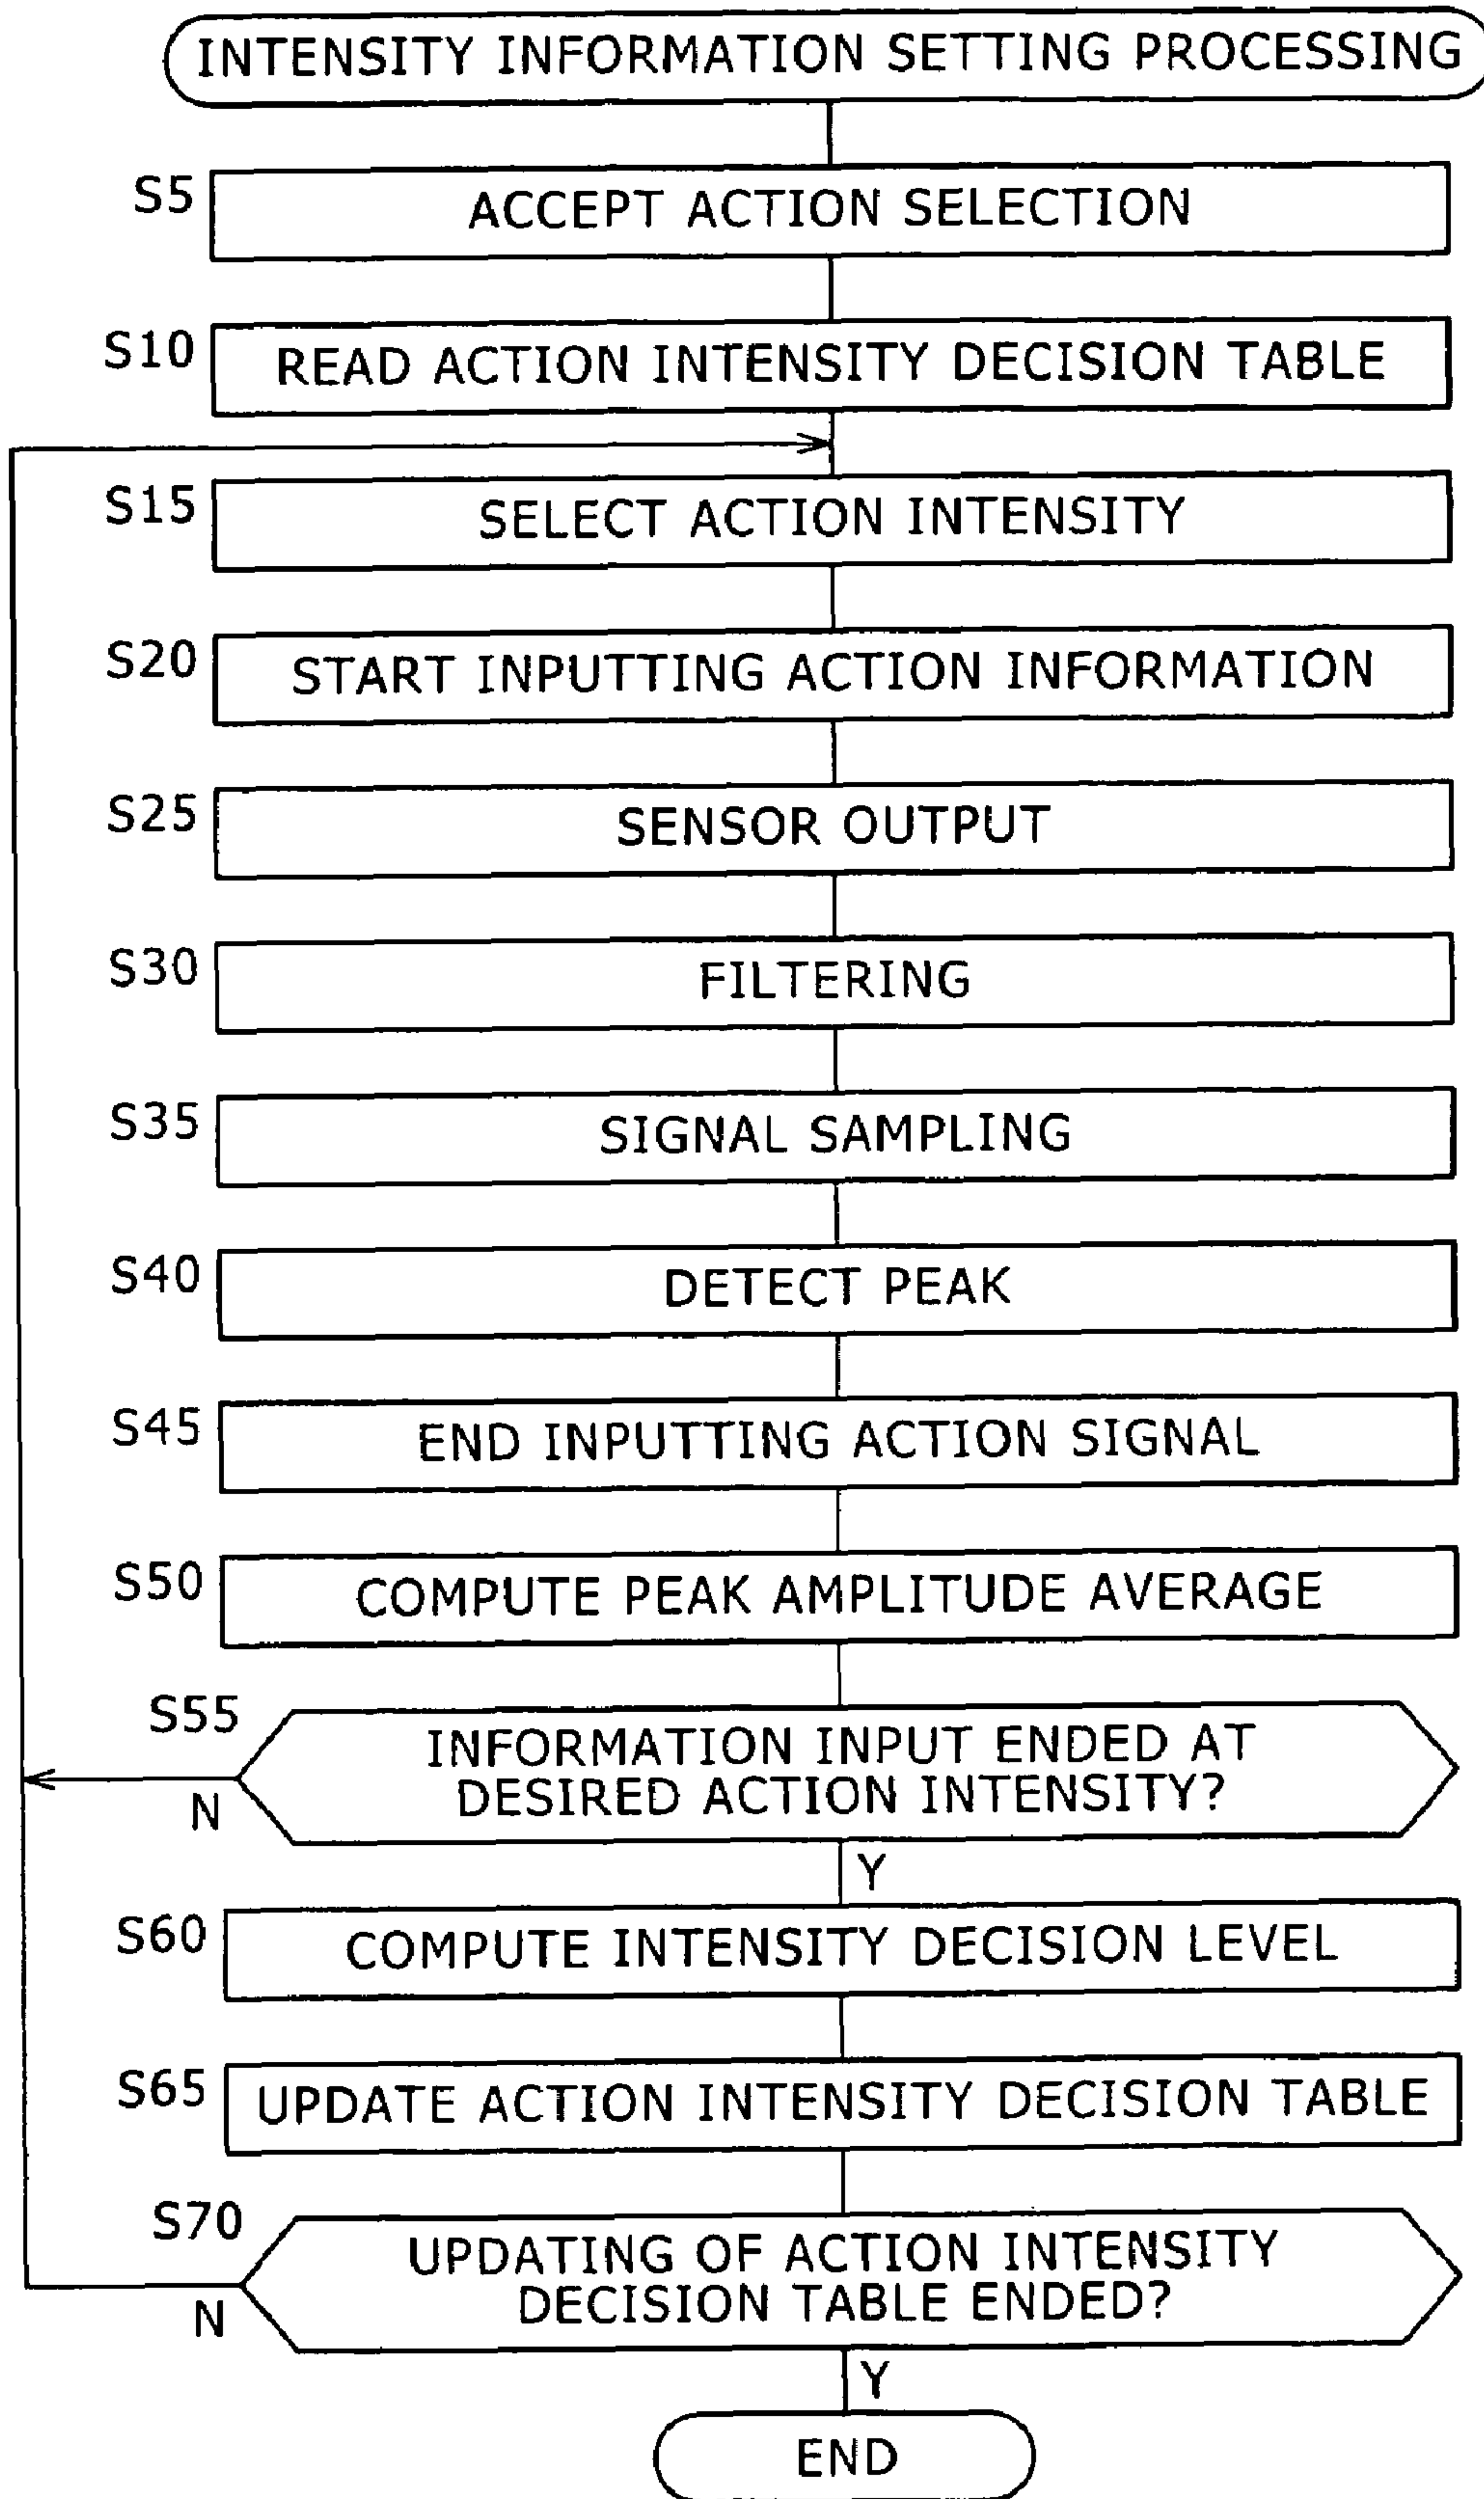 INTENSITY INFORMATION SETTING PROCESSING
S5
ACCEPT ACTION SELECTION
S10
READ ACTION INTENSITY DECISION TABLE
S15
SELECT ACTION INTENSITY
S20
START INPUTTING ACTION INFORMATION
S25
SENSOR OUTPUT
S30
FILTERING
S35
SIGNAL SAMPLING
S40
DETECT PEAK
S45
END INPUTTING ACTION SIGNAL
S50
COMPUTE PEAK AMPLITUDE AVERAGE
S55
INFORMATION INPUT ENDED AT
DESIRED ACTION INTENSITY?
N
Y
S60
COMPUTE INTENSITY DECISION LEVEL
S65
UPDATE ACTION INTENSITY DECISION TABLE
S70
UPDATING OF ACTION INTENSITY
DECISION TABLE ENDED?
N
Y
END